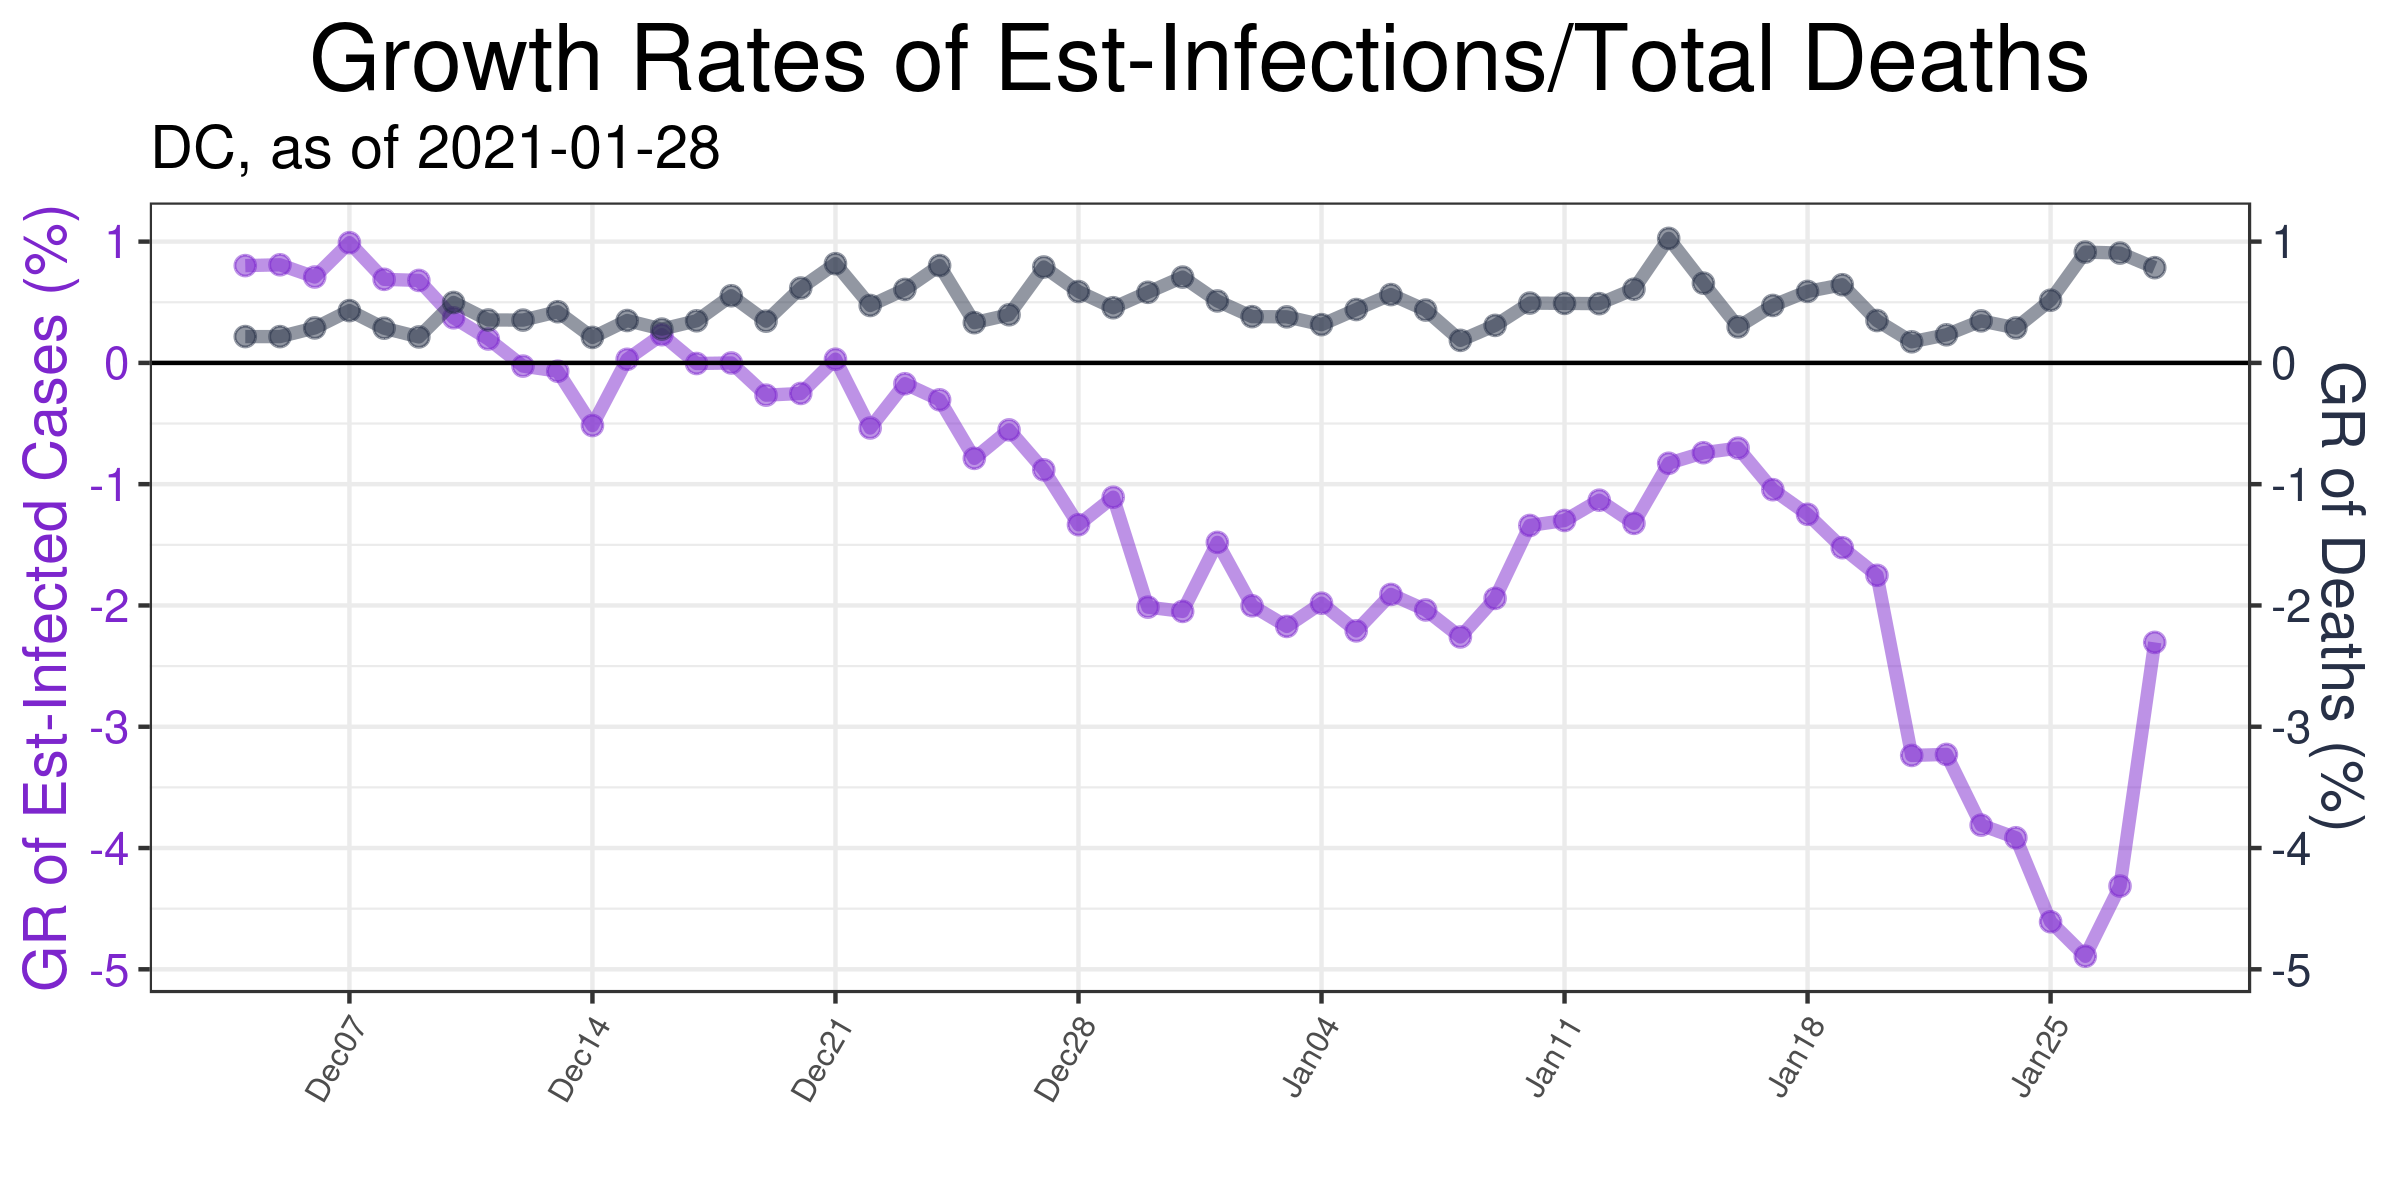 Growth Rates of Est-Infections/Total Deaths
DC, as of 2021-01-28
GR of Est-Infected Cases (%)
1
0
-1
-2
-3
-4
-5
1
0
-1
-2
-3
-4
-5
GR of Deaths (%)
Dec07
Dec14
Dec21
Dec28
Jan04
Jan11
Jan18
Jan25